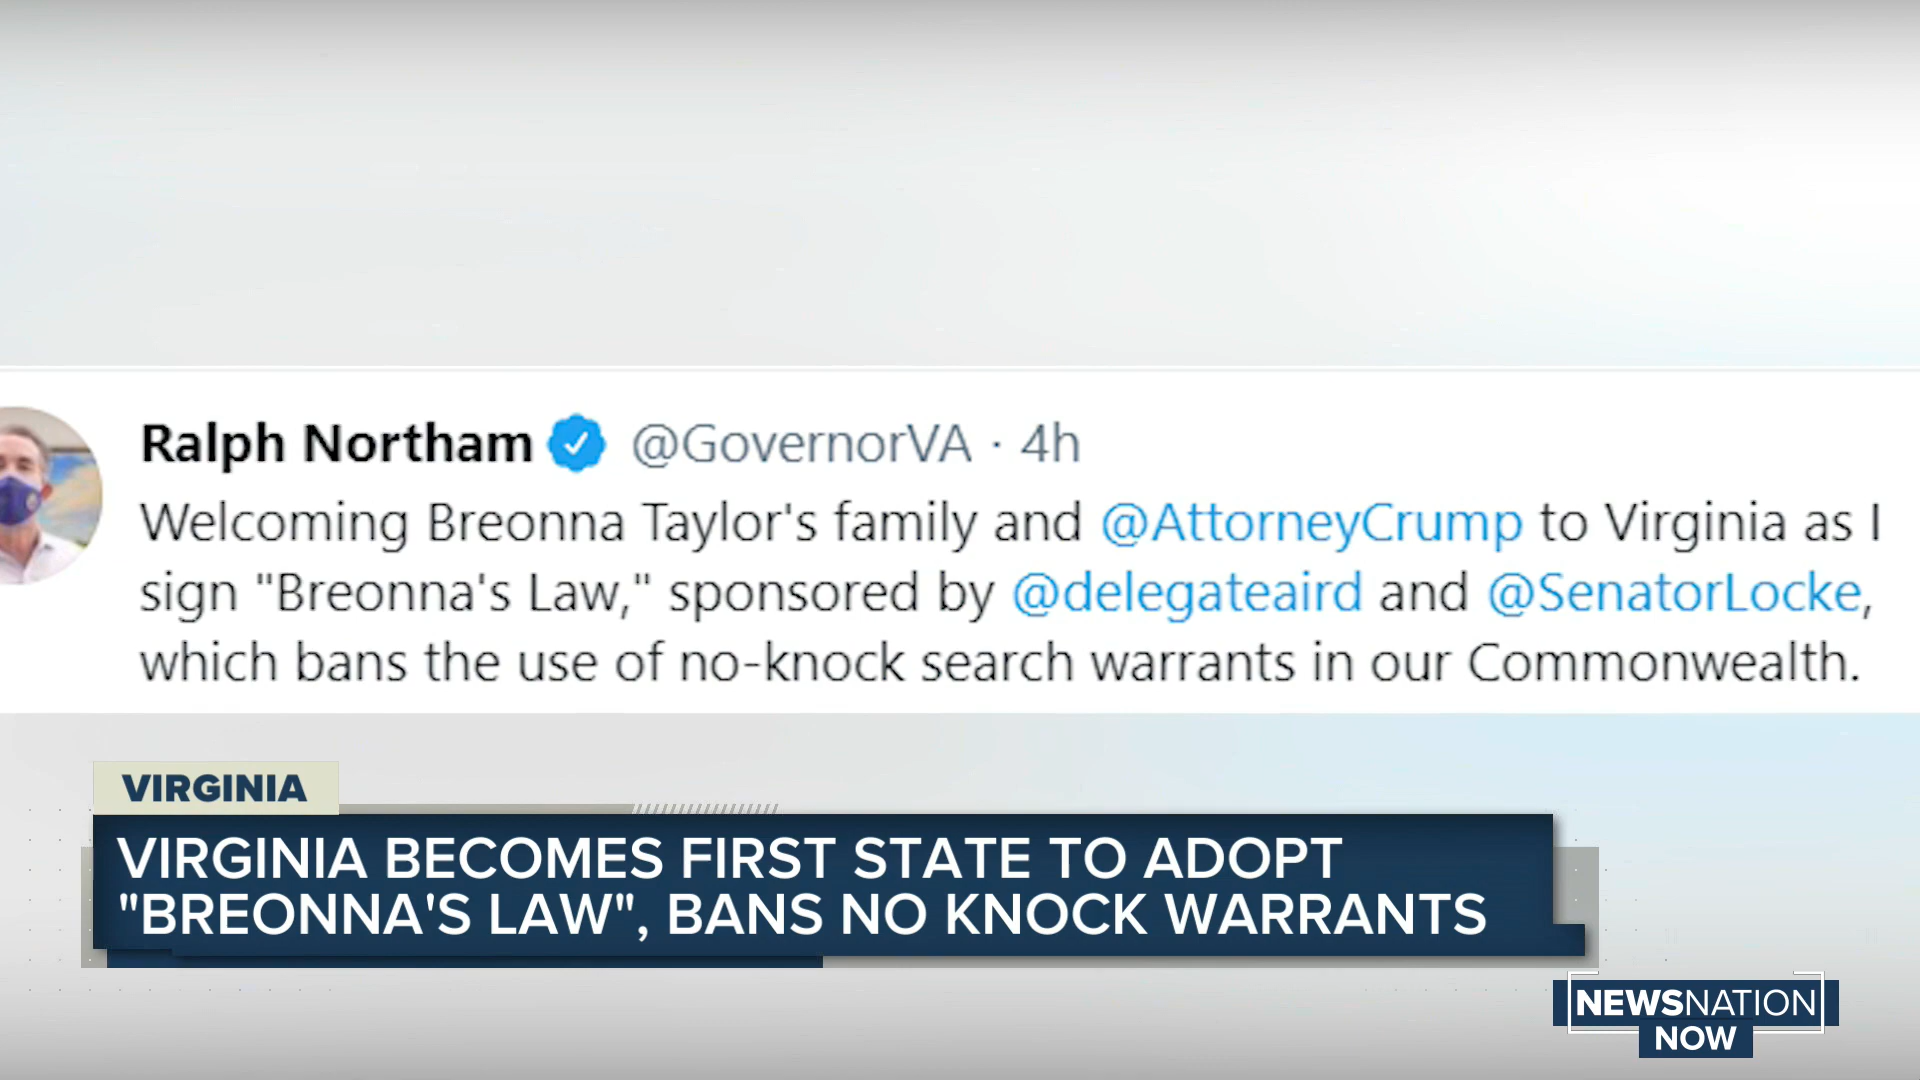 Ralph Northam @GovernorVA · 4h
Welcoming Breonna Taylor's family and @AttorneyCrump to Virginia as I
sign "Breonna's Law," sponsored by @delegateaird and @SenatorLocke,
which bans the use of no-knock search warrants in our Commonwealth.
VIRGINIA
VIRGINIA BECOMES FIRST STATE TO ADOPT
"BREONNA'S LAW", BANS NO KNOCK WARRANTS
NEWSNATION
NOW